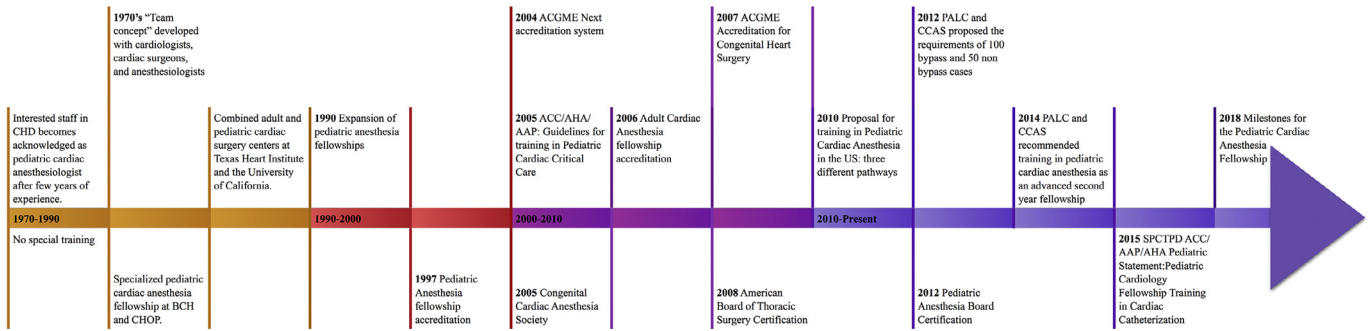 1970's “Team
concept” developed
with cardiologists,
cardiac surgeons,
and anesthesiologists
2004 ACGME Next
accreditation system
2007 ACGME
Accreditation for
Congenital Heart
Surgery
2012 PALC and
CCAS proposed the
requirements of 100
bypass and 50 non
bypass cases
Interested staff in
CHD becomes
acknowledged as
pediatric cardiac
anesthesiologist
after few years of
experience.
Combined adult and
pediatric cardiac
surgery centers at
Texas Heart Institute
and the University
of California.
1990 Expansion of
pediatric anesthesia
fellowships
2005 ACC/AHA/
AAP: Guidelines for
training in Pediatric
Cardiac Critical
Care
2006 Adult Cardiac
Anesthesia
fellowship
accreditation
2010 Proposal for
training in Pediatric
Cardiac Anesthesia
in the US: three
different pathways
2014 PALC and
CCAS
recommended
training in pediatric
cardiac anesthesia as
an advanced second
year fellowship
2018 Milestones for
the Pediatric Cardiac
Anesthesia
Fellowship
1970-1990
1990-2000
2000-2010
2010-Present
No special training
Specialized pediatric
cardiac anesthesia
fellowship at BCH
and CHOP.
1997 Pediatric
Anesthesia
fellowship
accreditation
2005 Congenital
Cardiac Anesthesia
Society
2008 American
Board of Thoracic
Surgery Certification
2012 Pediatric
Anesthesia Board
Certification
2015 SPCTPD ACC/
AAP/AHA Pediatric
Statement:Pediatric
Cardiology
Fellowship Training
in Cardiac
Catheterization